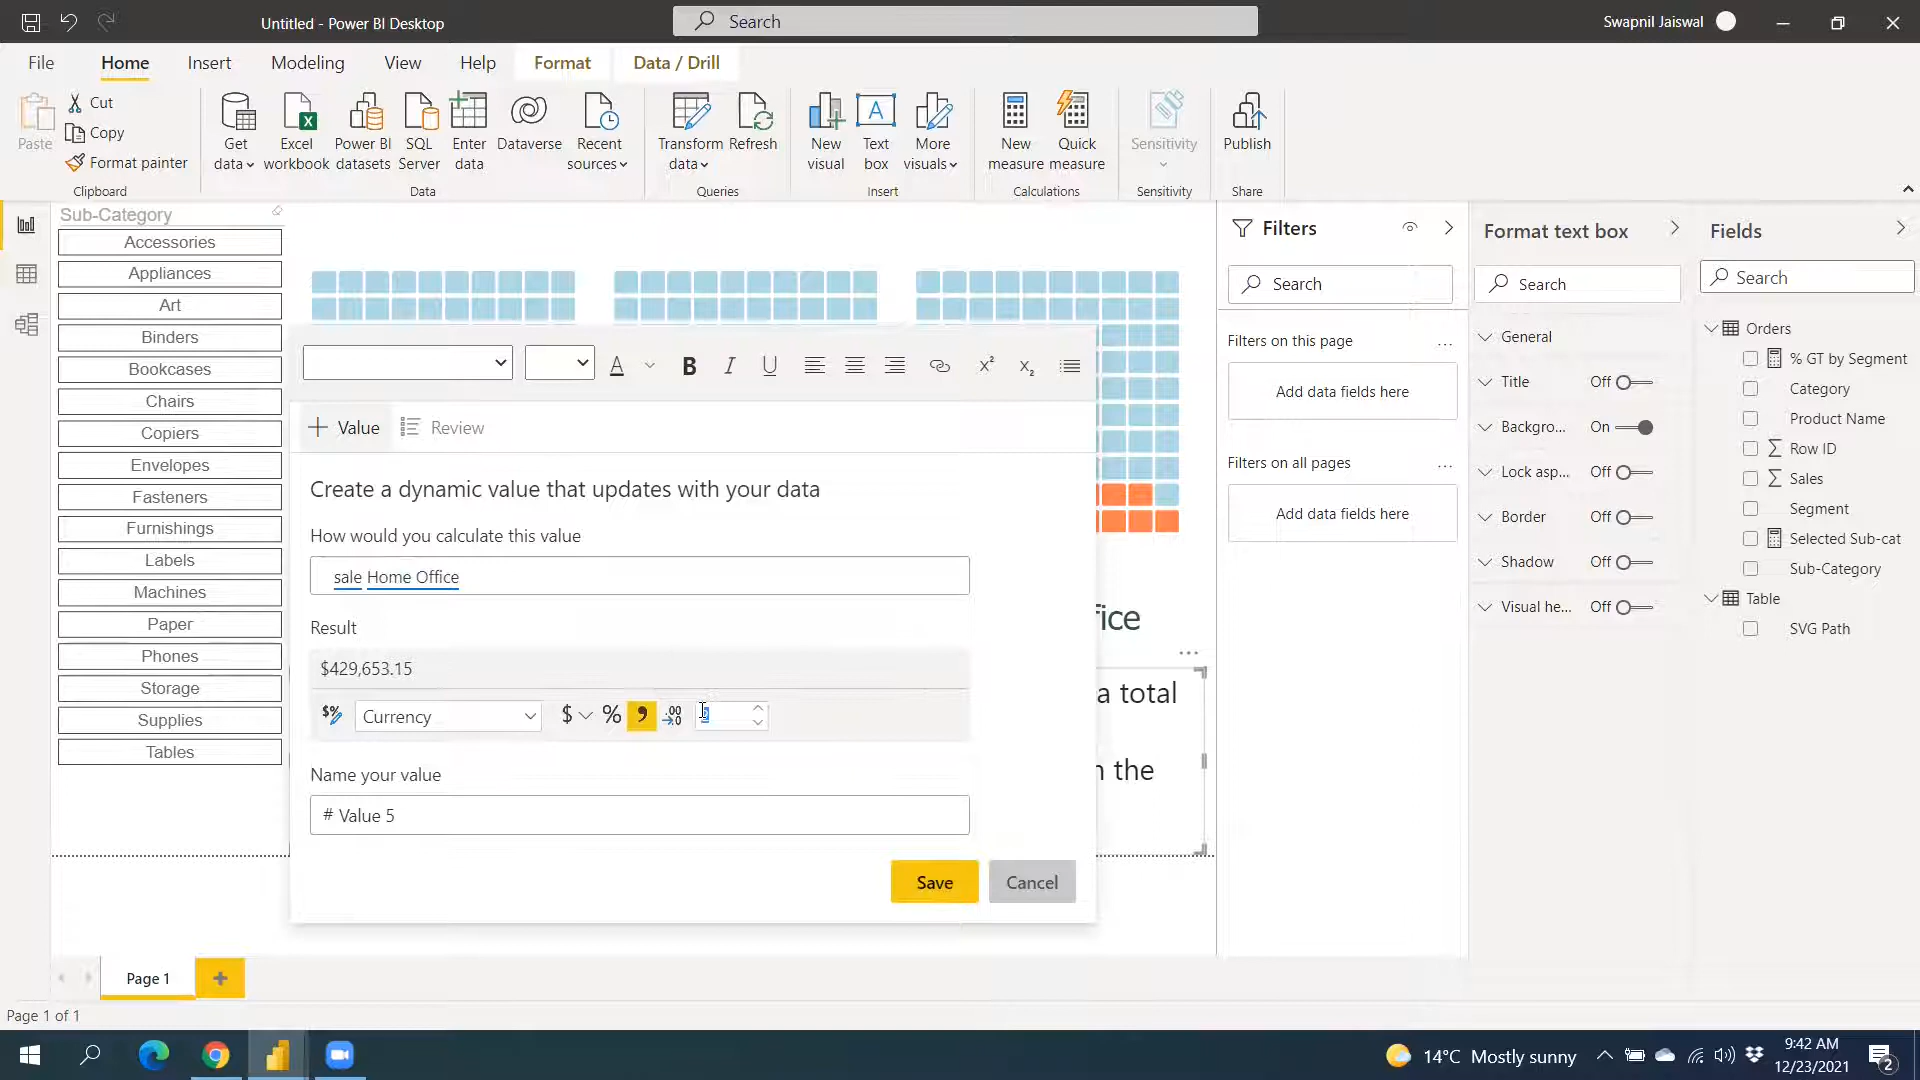 Untitled - Power BI Desktop
Search
Swapnil Jaiswal
File
Home
Insert
Modeling
View
Help
Format
Data / Drill
Paste
Cut
Copy
Format painter
Clipboard
Get data
Excel workbook
Power BI datasets
SQL Server
Enter data
Dataverse
Recent sources
Data
Transform data
Refresh
Queries
New visual
Text box
More visuals
Insert
New measure
Quick measure
Calculations
Sensitivity
Sensitivity
Publish
Share
Sub-Category
Accessories
Appliances
Art
Binders
Bookcases
Chairs
Copiers
Envelopes
Fasteners
Furnishings
Labels
Machines
Paper
Phones
Storage
Supplies
Tables
Value
Review
Create a dynamic value that updates with your data
How would you calculate this value
sale Home Office
Result
$429,653.15
Currency
$
%
Name your value
# Value 5
Save
Cancel
fice
a total
n the
Filters
Search
Filters on this page
Add data fields here
Filters on all pages
Add data fields here
Format text box
Search
General
Title Off
Backgro... On
Lock asp... Off
Border Off
Shadow Off
Visual he... Off
Fields
Search
Orders
% GT by Segment
Category
Product Name
Row ID
Sales
Segment
Selected Sub-cat
Sub-Category
Table
SVG Path
Page 1
Page 1 of 1
14°C Mostly sunny
9:42 AM
12/23/2021
2